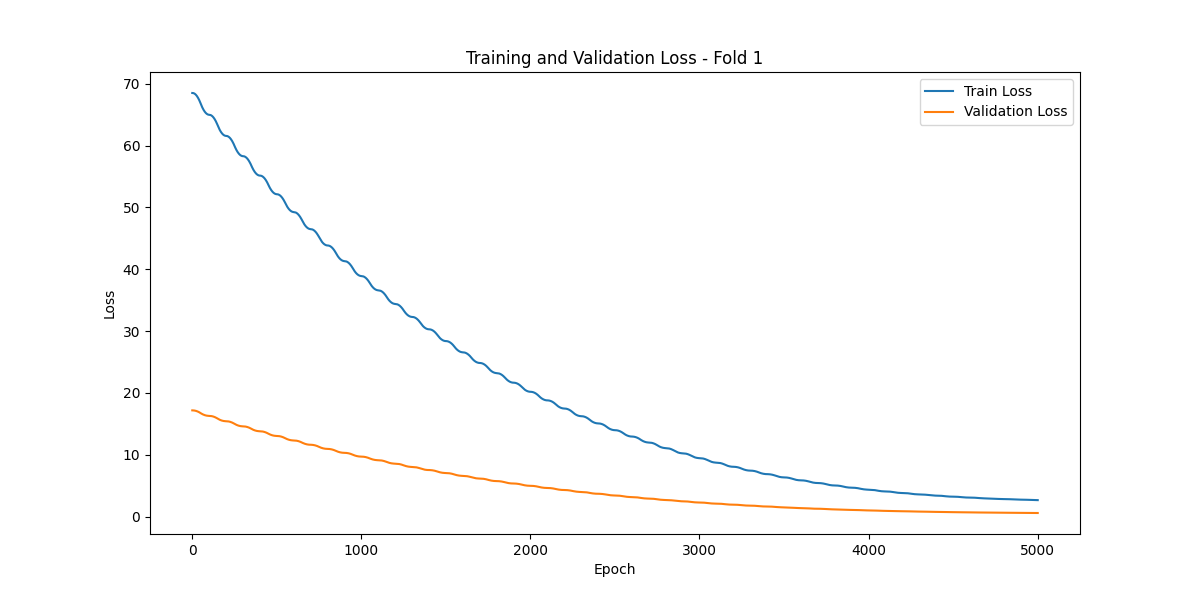 Training and Validation Loss - Fold 1
Train Loss
Validation Loss
Loss
70
60
50
40
30
20
10
0
0 1000 2000 3000 4000 5000
Epoch